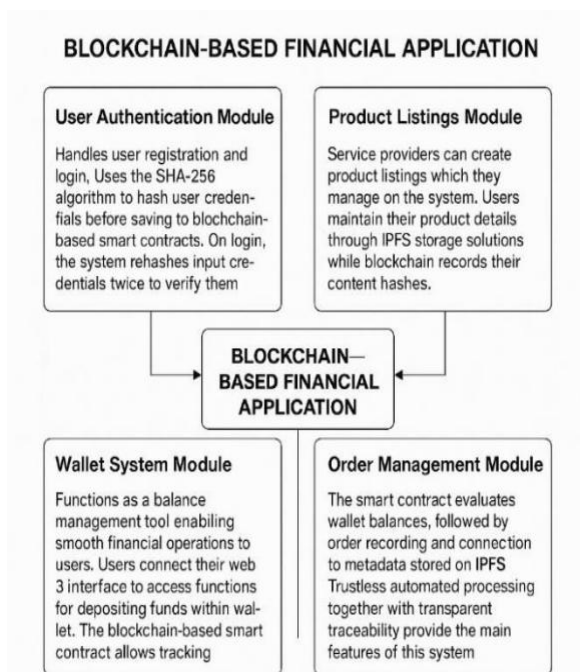 BLOCKCHAIN-BASED FINANCIAL APPLICATION
User Authentication Module
Handles user registration and
login, Uses the SHA-256
algorithm to hash user creden-
fials before saving to blochchain-
based smart contracts. On login,
the system rehashes input cre-
dentials twice to verify them
Product Listings Module
Service providers can create
product listings which they
manage on the system. Users
maintain their product details
through IPFS storage solutions
while blockchain records their
content hashes.
BLOCKCHAIN—
BASED FINANCIAL
APPLICATION
Wallet System Module
Functions as a balance
management tool enabiling
smooth financial operations to
users. Users connect their web
3 interface to access functions
for depositing funds within wal-
let. The blockchain-based smart
contract allows tracking
Order Management Module
The smart contract evaluates
wallet balances, followed by
order recording and connection
to metadata stored on IPFS
Trustless automated processing
together with transparent
traceability provide the main
features of this system